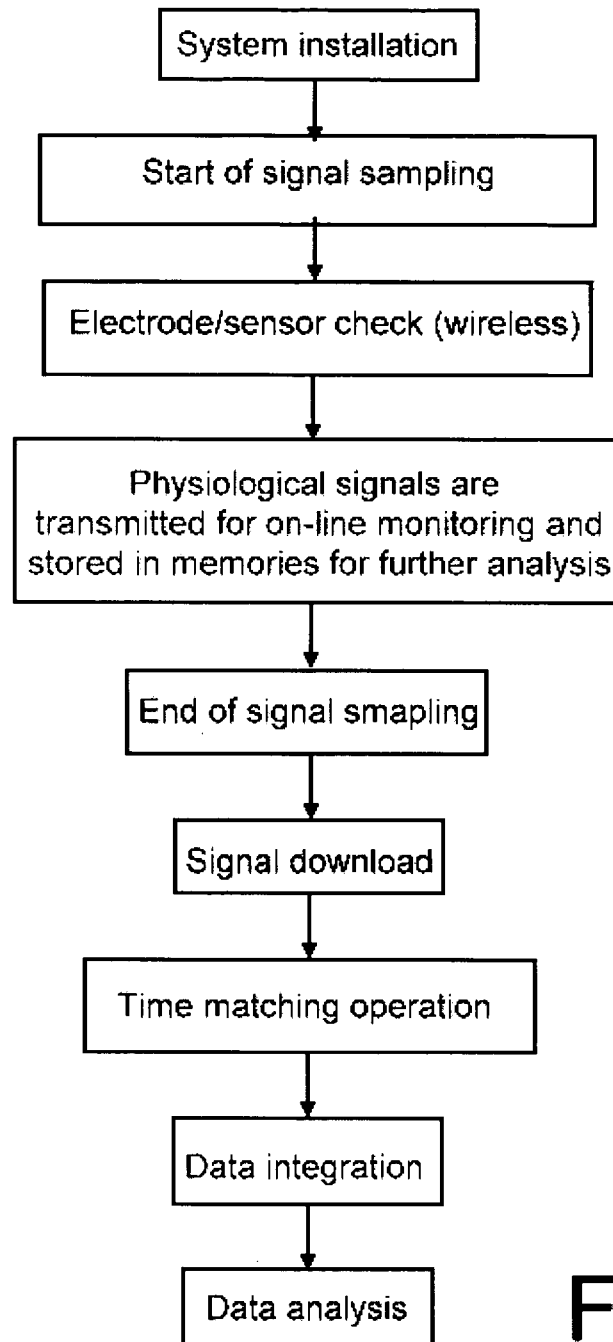 System installation
Start of signal sampling
Electrode/sensor check (wireless)
Physiological signals are
transmitted for on-line monitoring and
stored in memories for further analysis
End of signal smapling
Signal download
Time matching operation
Data integration
Data analysis
F